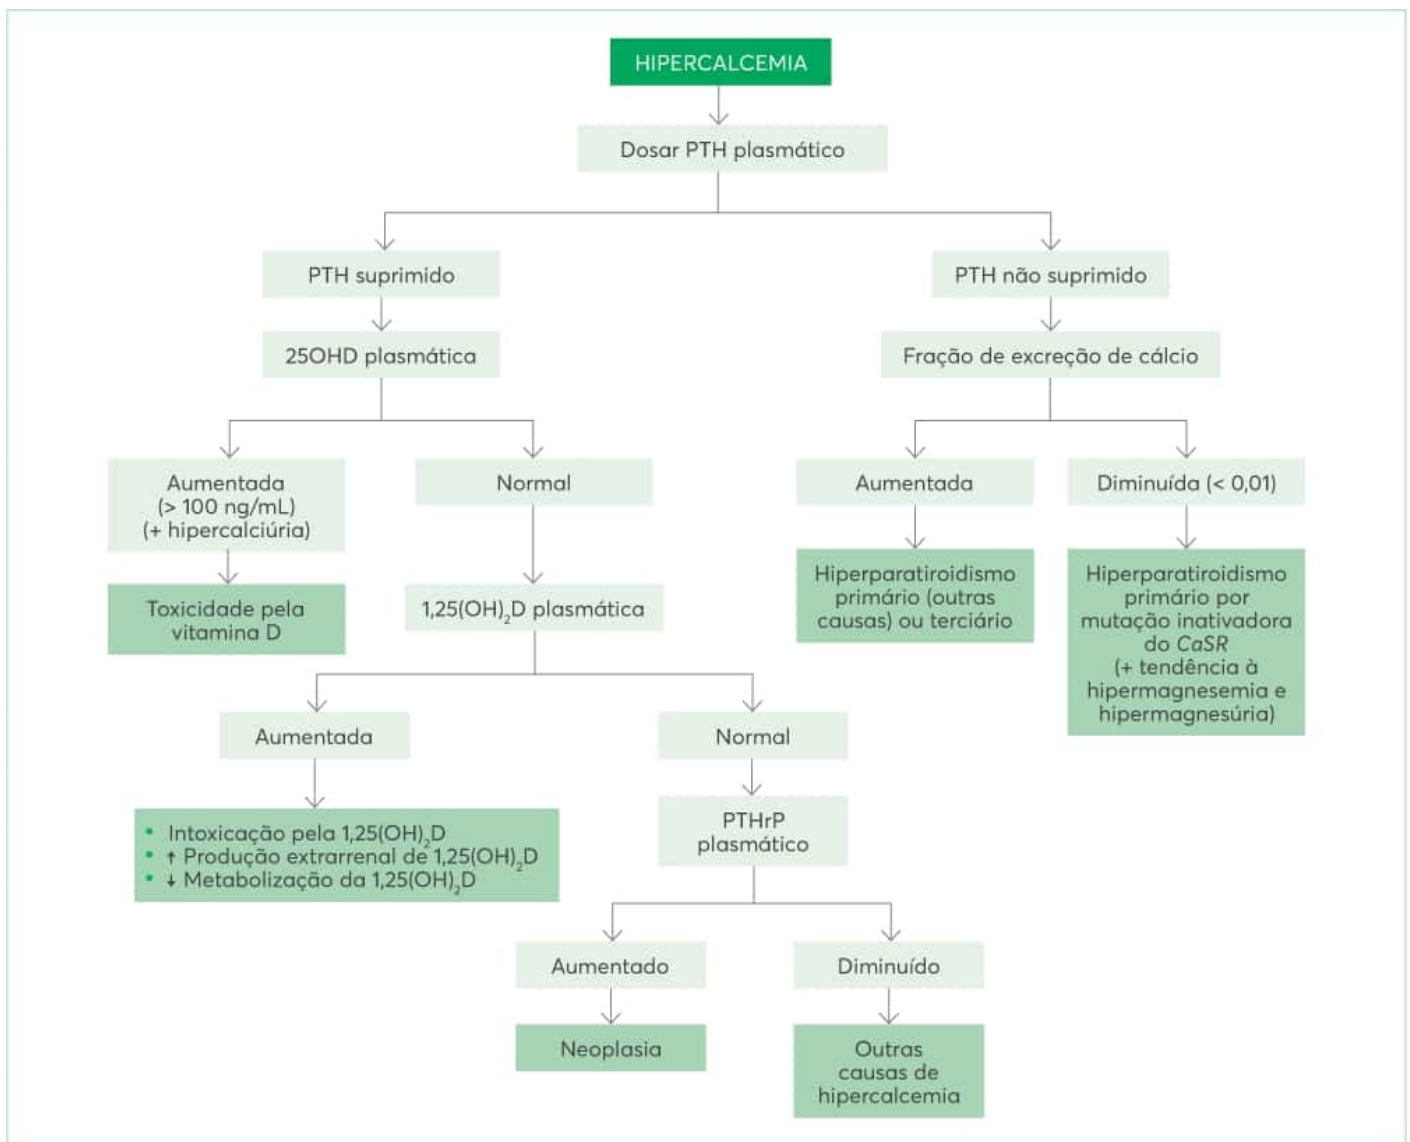 HIPERCALCEMIA
Dosar PTH plasmático
PTH suprimido
PTH não suprimido
25OHD plasmática
Fração de excreção de cálcio
Aumentada
(> 100 ng/mL)
(+ hipercalciúria)
Normal
Aumentada
Diminuída (< 0,01)
Toxicidade pela
vitamina D
1,25(OH)₂D plasmática
Hiperparatiroidismo
primário (outras
causas) ou terciário
Hiperparatiroidismo
primário por
mutação inativadora
do CaSR
(+ tendência à
hipermagnesemia e
hipermagnesúria)
Aumentada
Normal
• Intoxicação pela 1,25(OH)₂D
• ↑ Produção extrarrenal de 1,25(OH)₂D
• ↓ Metabolização da 1,25(OH)₂D
PTHrP
plasmático
Aumentado
Diminuído
Neoplasia
Outras
causas de
hipercalcemia